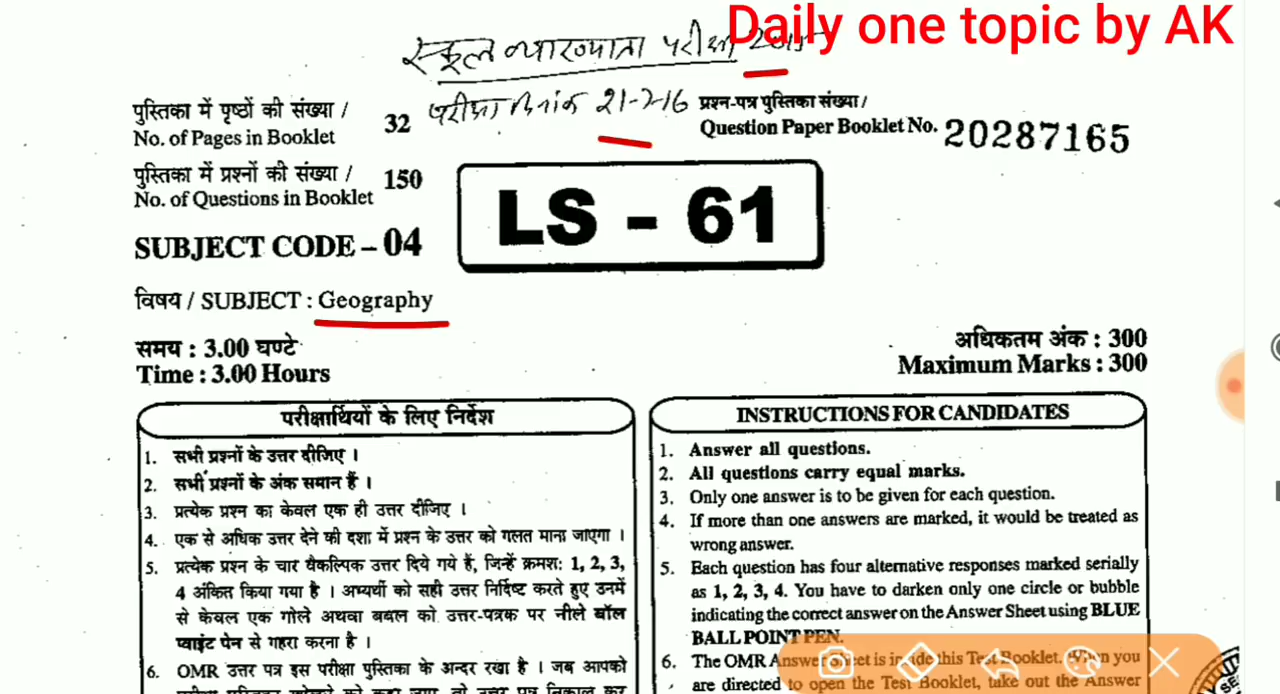 Daily one topic by AK
स्कूल व्याख्याता परीक्षा
पुस्तिका में पृष्ठों की संख्या /
No. of Pages in Booklet
32
परीक्षा दिनांक 21-7-16
प्रश्न-पत्र पुस्तिका संख्या /
Question Paper Booklet No. 20287165
पुस्तिका में प्रश्नों की संख्या /
No. of Questions in Booklet
150
LS - 61
SUBJECT CODE – 04
विषय / SUBJECT : Geography
समय : 3.00 घण्टे
Time : 3.00 Hours
अधिकतम अंक : 300
Maximum Marks : 300
परीक्षार्थियों के लिए निर्देश
1. सभी प्रश्नों के उत्तर दीजिए ।
2. सभी प्रश्नों के अंक समान हैं ।
3. प्रत्येक प्रश्न का केवल एक ही उत्तर दीजिए ।
4. एक से अधिक उत्तर देने की दशा में प्रश्न के उत्तर को गलत माना जाएगा ।
5. प्रत्येक प्रश्न के चार वैकल्पिक उत्तर दिये गये हैं, जिन्हें क्रमशः 1, 2, 3,
4 अंकित किया गया है । अभ्यर्थी को सही उत्तर निर्दिष्ट करते हुए उनमें
से केवल एक गोले अथवा बबल को उत्तर-पत्रक पर नीले बॉल
प्वाइंट पेन से गहरा करना है ।
6. OMR उत्तर पत्र इस परीक्षा पुस्तिका के अन्दर रखा है । जब आपको
INSTRUCTIONS FOR CANDIDATES
1. Answer all questions.
2. All questions carry equal marks.
3. Only one answer is to be given for each question.
4. If more than one answers are marked, it would be treated as
wrong answer.
5. Each question has four alternative responses marked serially
as 1, 2, 3, 4. You have to darken only one circle or bubble
indicating the correct answer on the Answer Sheet using BLUE
BALL POINT PEN.
6. The OMR Answer Sheet is inside this Test Booklet. When you
are directed to open the Test Booklet, take out the Answer